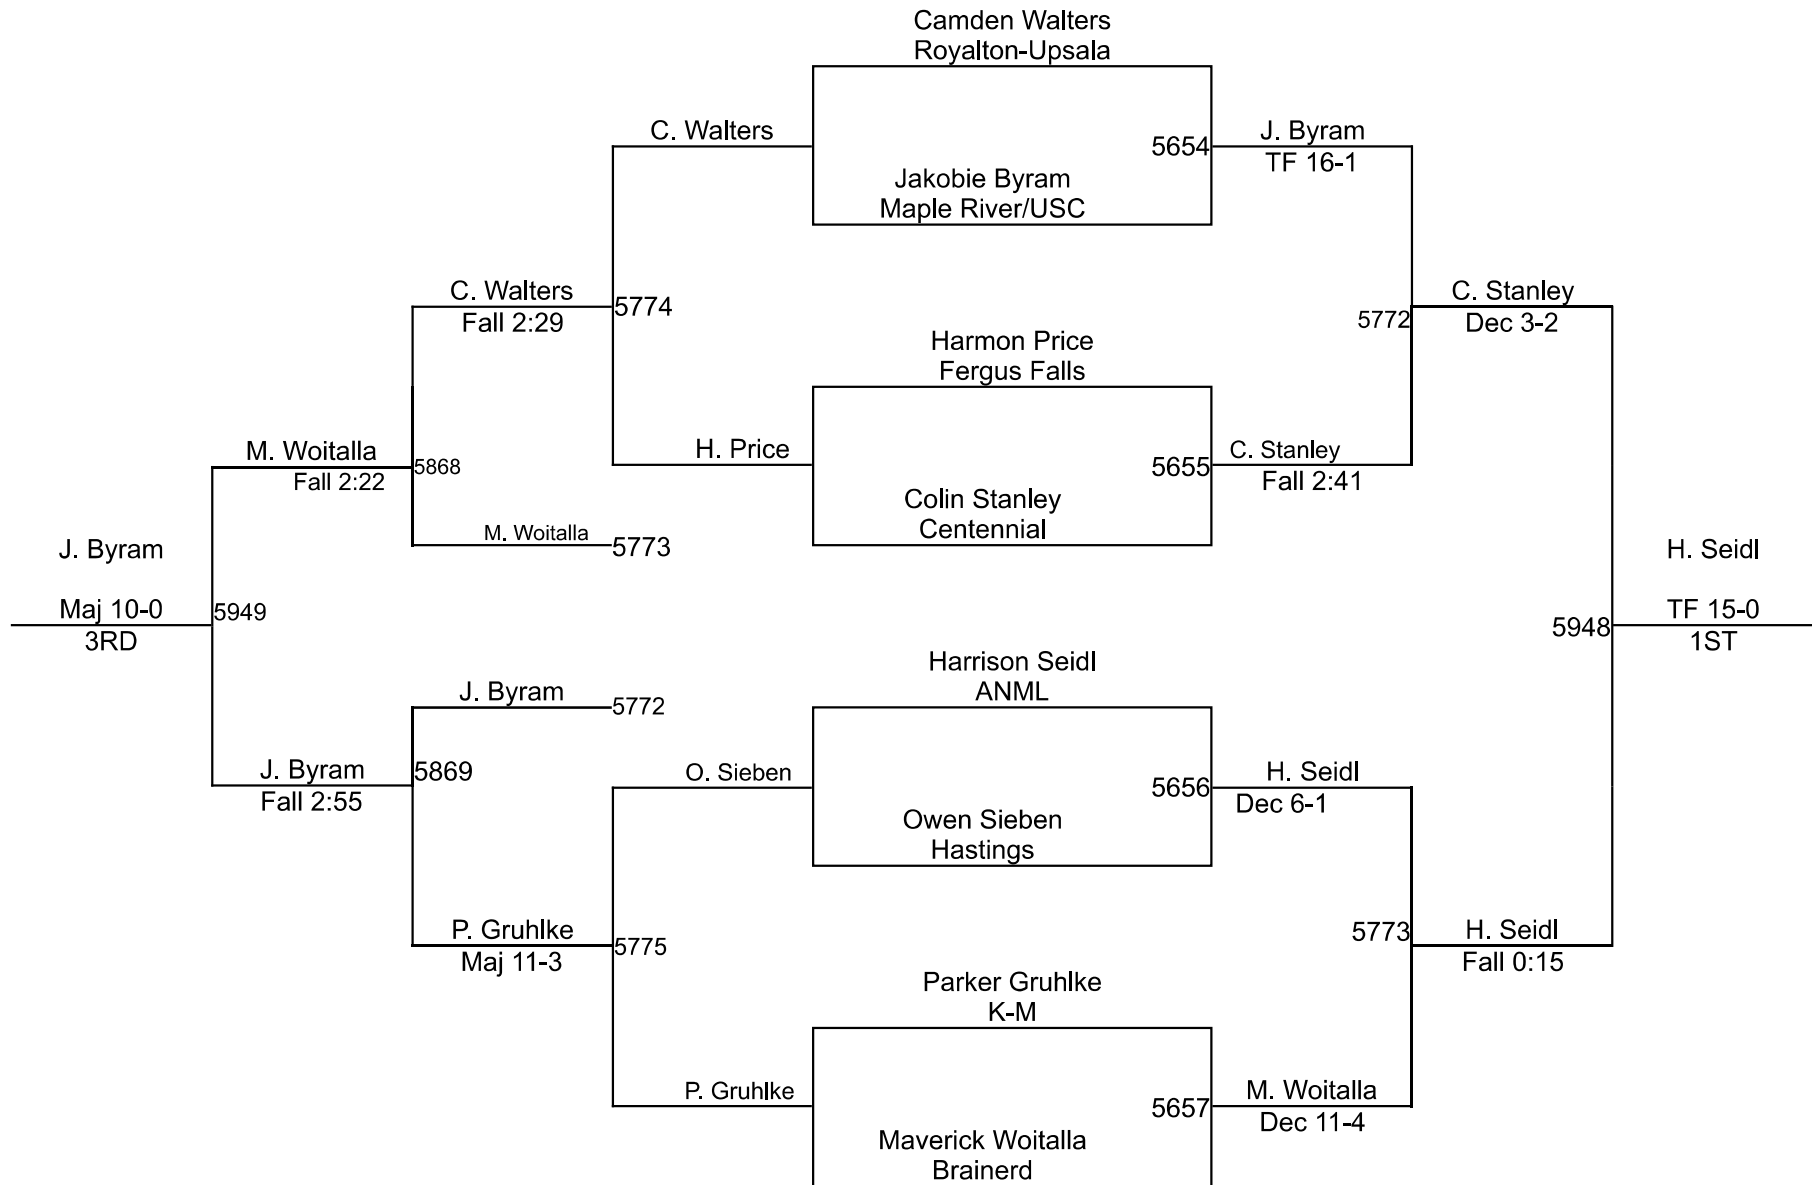 Camden Walters
Royalton-Upsala
C. Walters
5654
J. Byram
TF 16-1
Jakobie Byram
Maple River/USC
C. Walters
Fall 2:29
5774
5772
C. Stanley
Dec 3-2
Harmon Price
Fergus Falls
M. Woitalla
Fall 2:22
5868
H. Price
5655
C. Stanley
Fall 2:41
Colin Stanley
Centennial
M. Woitalla
5773
J. Byram
Maj 10-0
3RD
5949
5948
H. Seidl
TF 15-0
1ST
Harrison Seidl
ANML
J. Byram
5772
J. Byram
Fall 2:55
5869
O. Sieben
5656
H. Seidl
Dec 6-1
Owen Sieben
Hastings
P. Gruhlke
Maj 11-3
5775
5773
H. Seidl
Fall 0:15
Parker Gruhlke
K-M
P. Gruhlke
5657
M. Woitalla
Dec 11-4
Maverick Woitalla
Brainerd